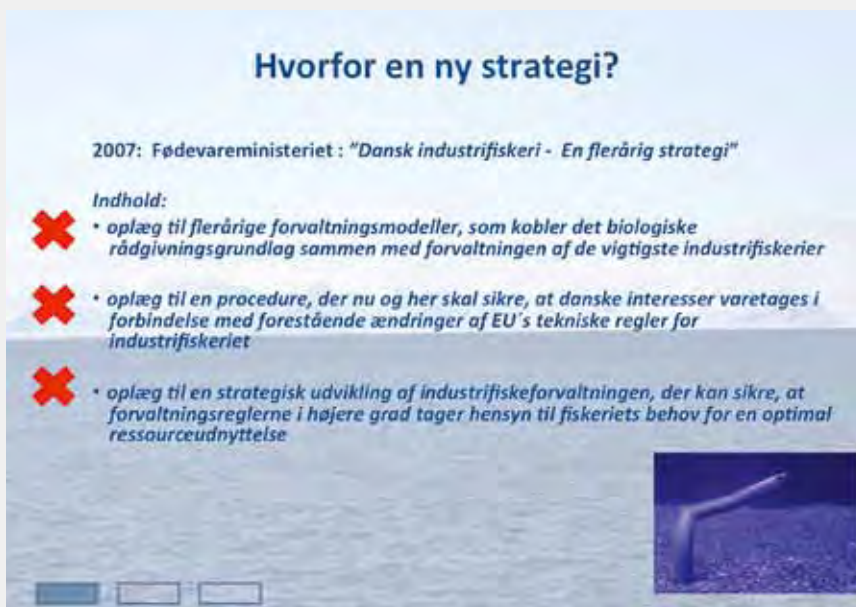 Hvorfor en ny strategi?
2007: Fødevareministeriet : "Dansk industrifiskeri - En flerårig strategi"
Indhold:
• oplæg til flerårige forvaltningsmodeller, som kobler det biologiske
rådgivningsgrundlag sammen med forvaltningen af de vigtigste industrifiskerier
• oplæg til en procedure, der nu og her skal sikre, at danske interesser varetages i
forbindelse med forestående ændringer af EU´s tekniske regler for
industrifiskeriet
• oplæg til en strategisk udvikling af industrifiskeforvaltningen, der kan sikre, at
forvaltningsreglerne i højere grad tager hensyn til fiskeriets behov for en optimal
ressourceudnyttelse